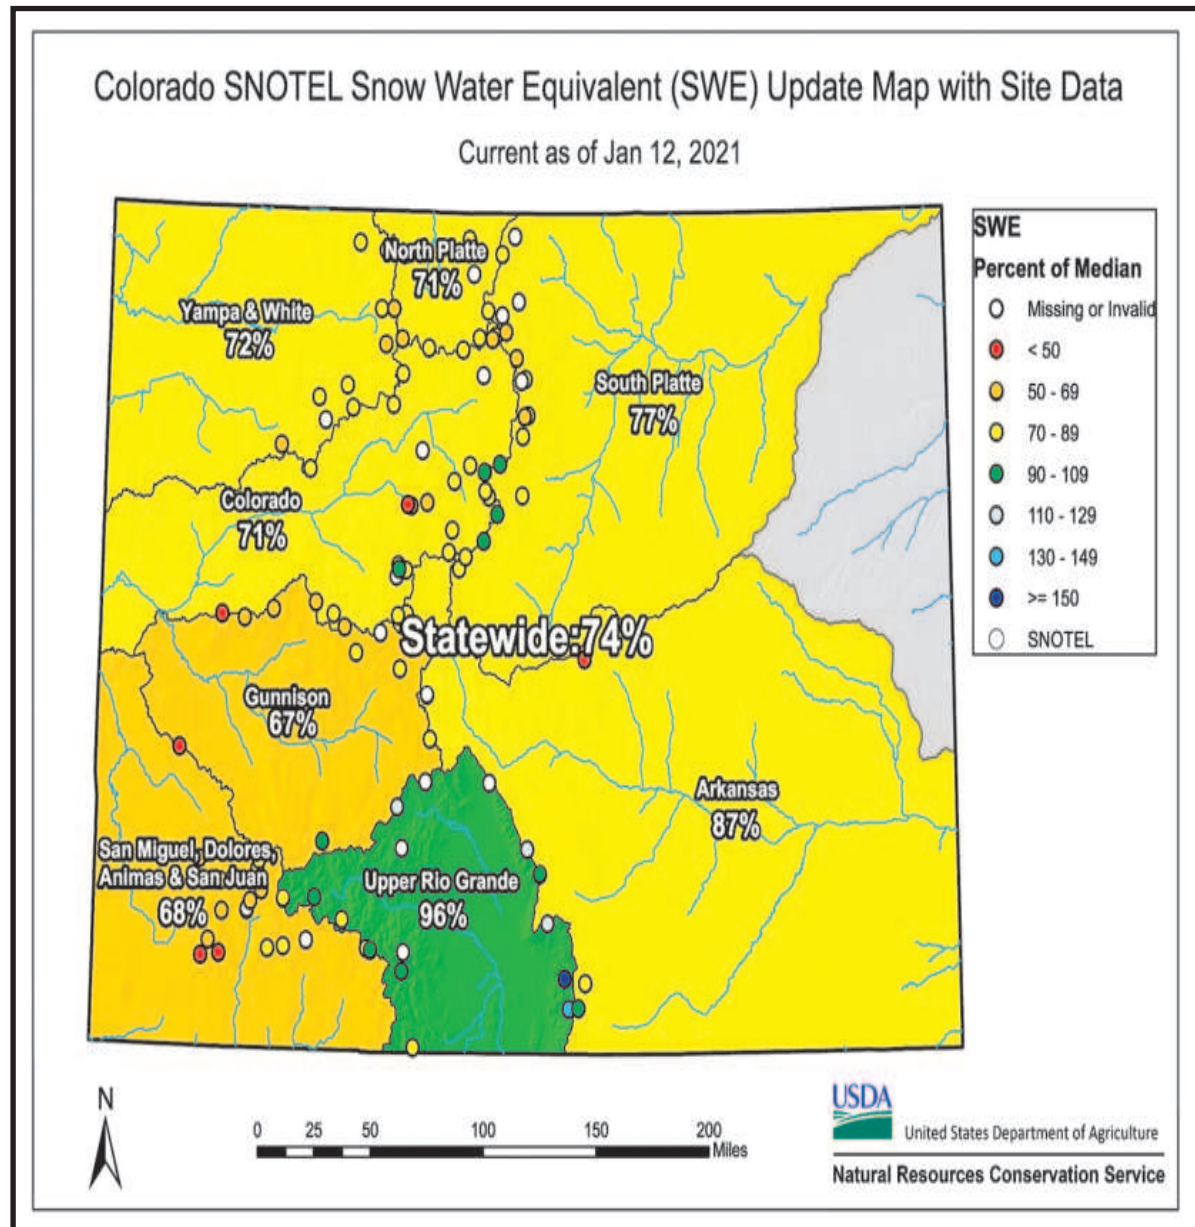 Colorado SNOTEL Snow Water Equivalent (SWE) Update Map with Site Data
Current as of Jan 12, 2021
North Platte
71%
Yampa & White
72%
South Platte
77%
Colorado
71%
Statewide:74%
Gunnison
67%
Arkansas
87%
San Miguel, Dolores,
Animas & San Juan
68%
Upper Rio Grande
96%
SWE
Percent of Median
Missing or Invalid
< 50
50 - 69
70 - 89
90 - 109
110 - 129
130 - 149
>= 150
SNOTEL
N
0 25 50 100 150 200
Miles
USDA
United States Department of Agriculture
Natural Resources Conservation Service